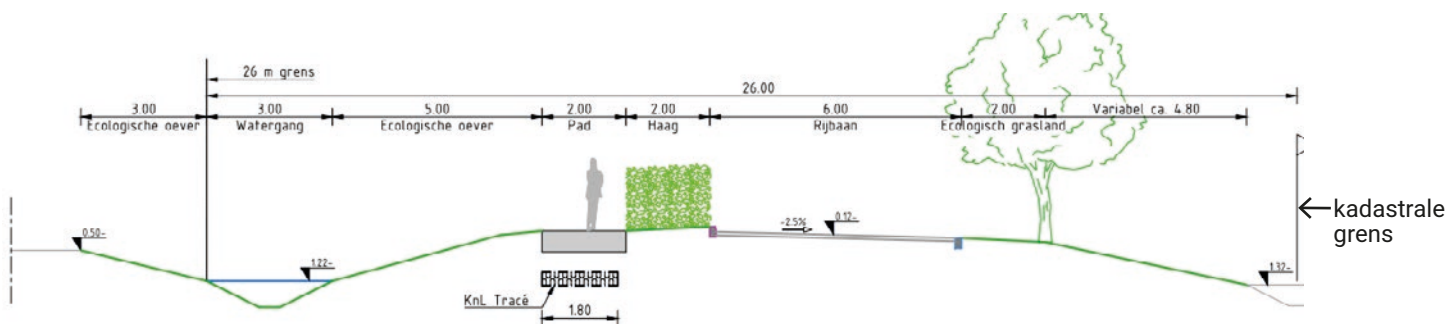 26 m grens
26.00
3.00
3.00
5.00
2.00
2.00
6.00
2.00
Variabel ca. 4.80
Ecologische oever
Watergang
Ecologische oever
Pad
Haag
Rijbaan
Ecologisch grasland
kadastrale
grens
0.50-
-2.5%
0.12-
1.22-
1.32-
KnL Tracé
1.80